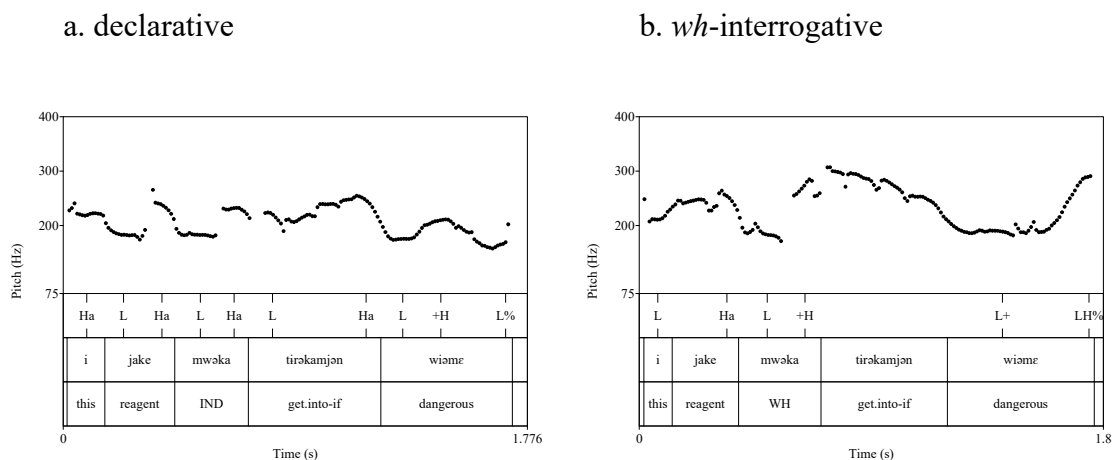 a. declarative
400
300
200
75
Pitch (Hz)
Ha L Ha L Ha L Ha L +H L%
i jake mwəka tirəkamjən wiəmɛ
this reagent IND get.into-if dangerous
0 1.776
Time (s)
b. wh-interrogative
400
300
200
75
Pitch (Hz)
L Ha L +H L+ LH%
i jake mwəka tirəkamjən wiəmɛ
this reagent WH get.into-if dangerous
0 1.8
Time (s)